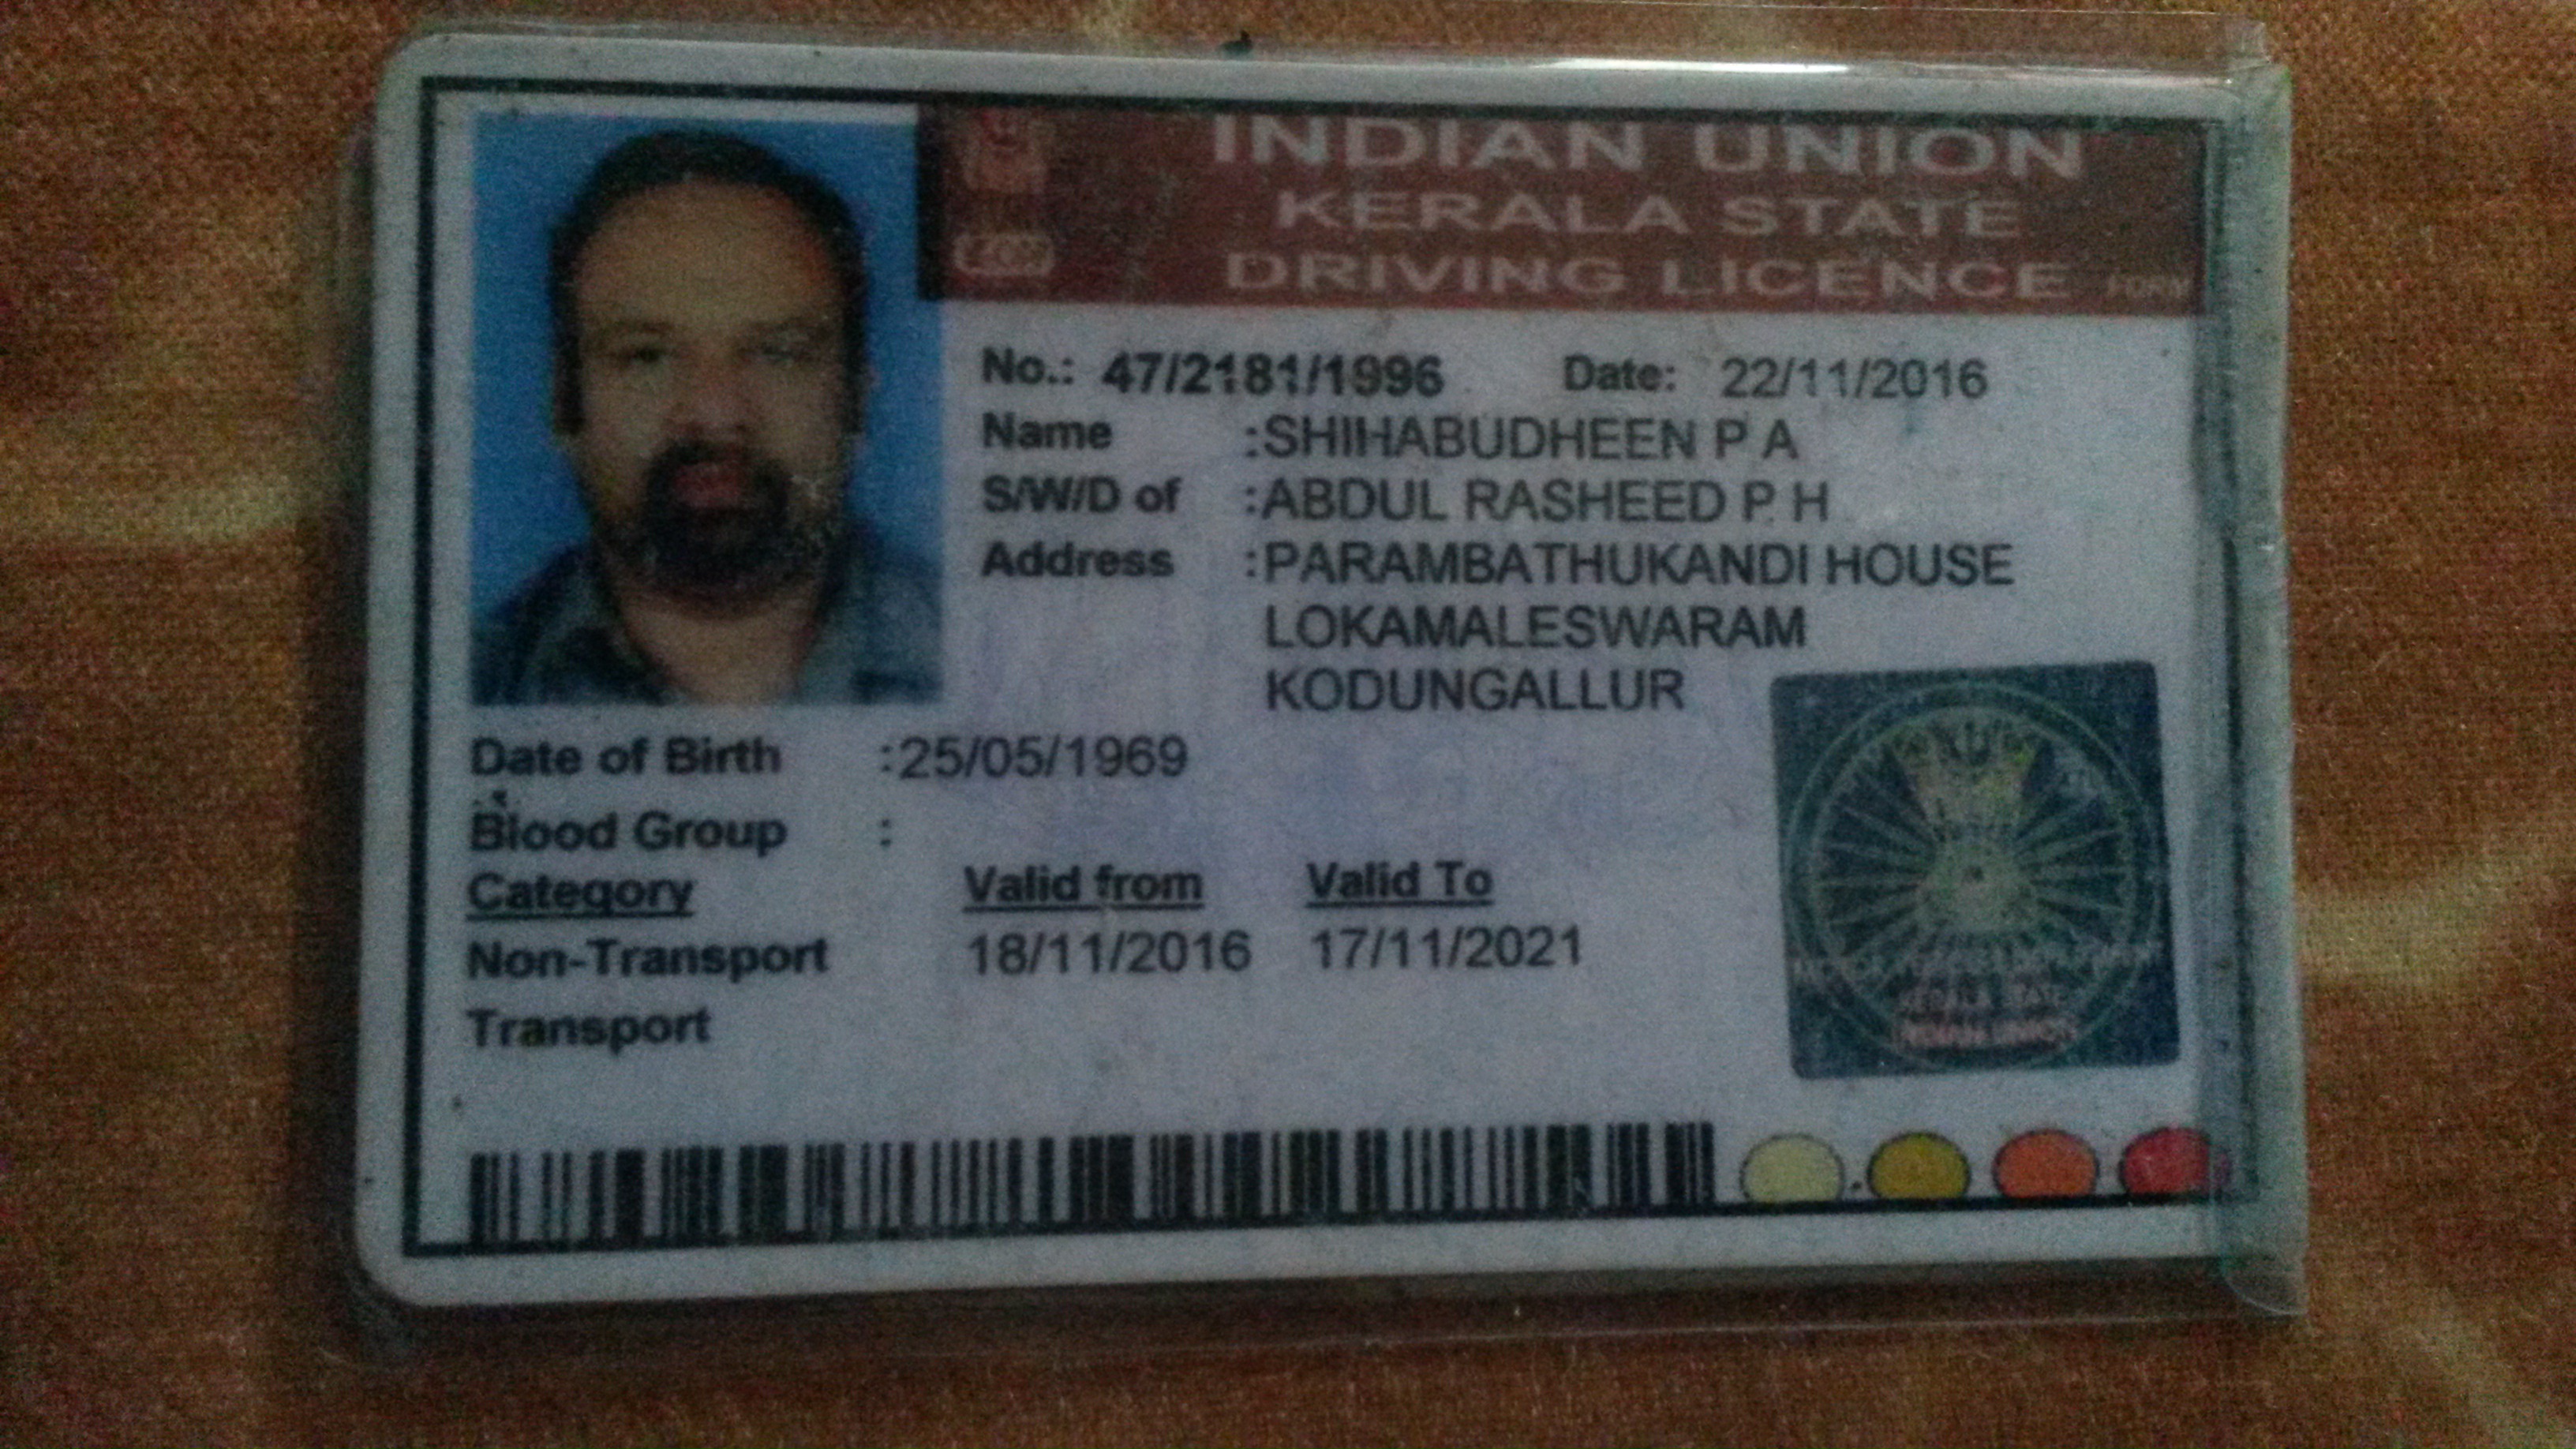 INDIAN UNION
KERALA STATE
DRIVING LICENCE
No.: 47/2181/1996 Date: 22/11/2016
Name :SHIHABUDHEEN P A
S/W/D of :ABDUL RASHEED P H
Address :PARAMBATHUKANDI HOUSE
LOKAMALESWARAM
KODUNGALLUR
Date of Birth :25/05/1969
Blood Group :
Category Valid from Valid To
Non-Transport 18/11/2016 17/11/2021
Transport